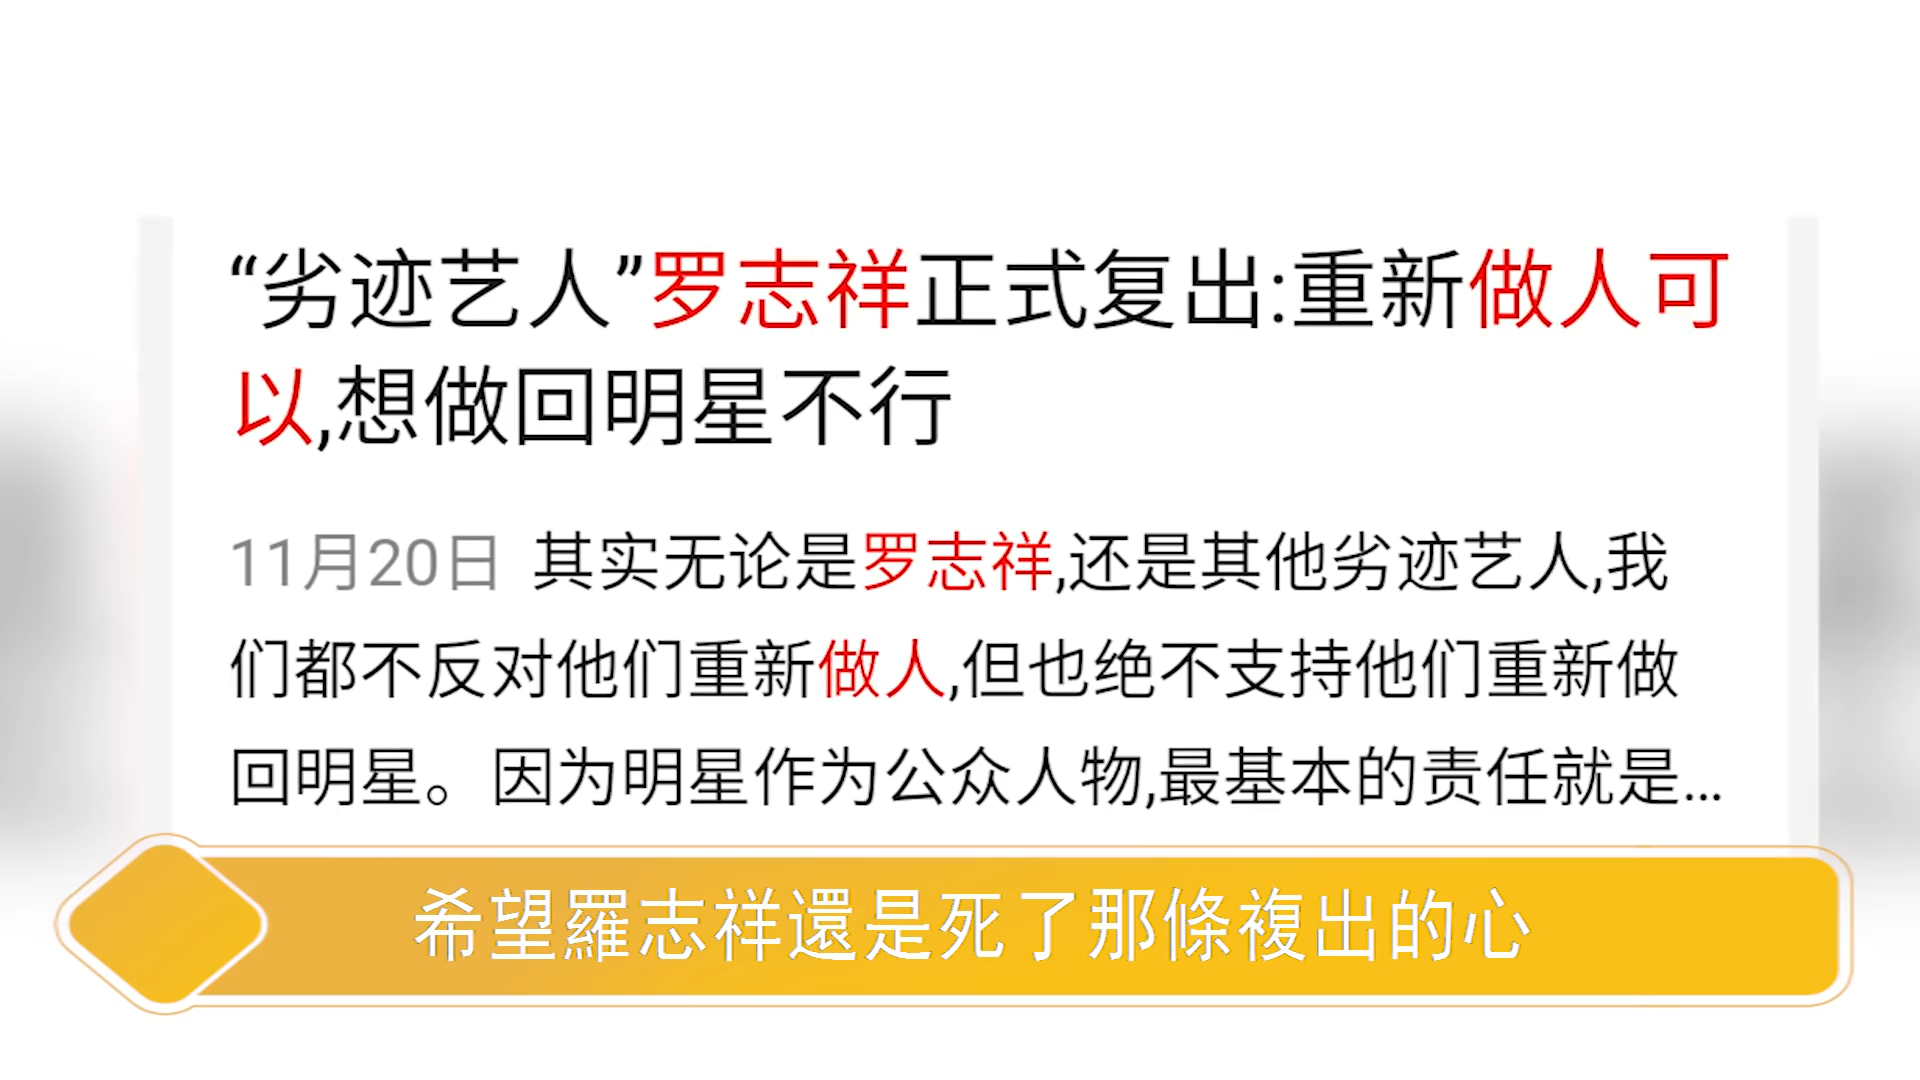 “劣迹艺人”罗志祥正式复出:重新做人可
以,想做回明星不行
11月20日 其实无论是罗志祥,还是其他劣迹艺人,我
们都不反对他们重新做人,但也绝不支持他们重新做
回明星。因为明星作为公众人物,最基本的责任就是...
希望羅志祥還是死了那條複出的心